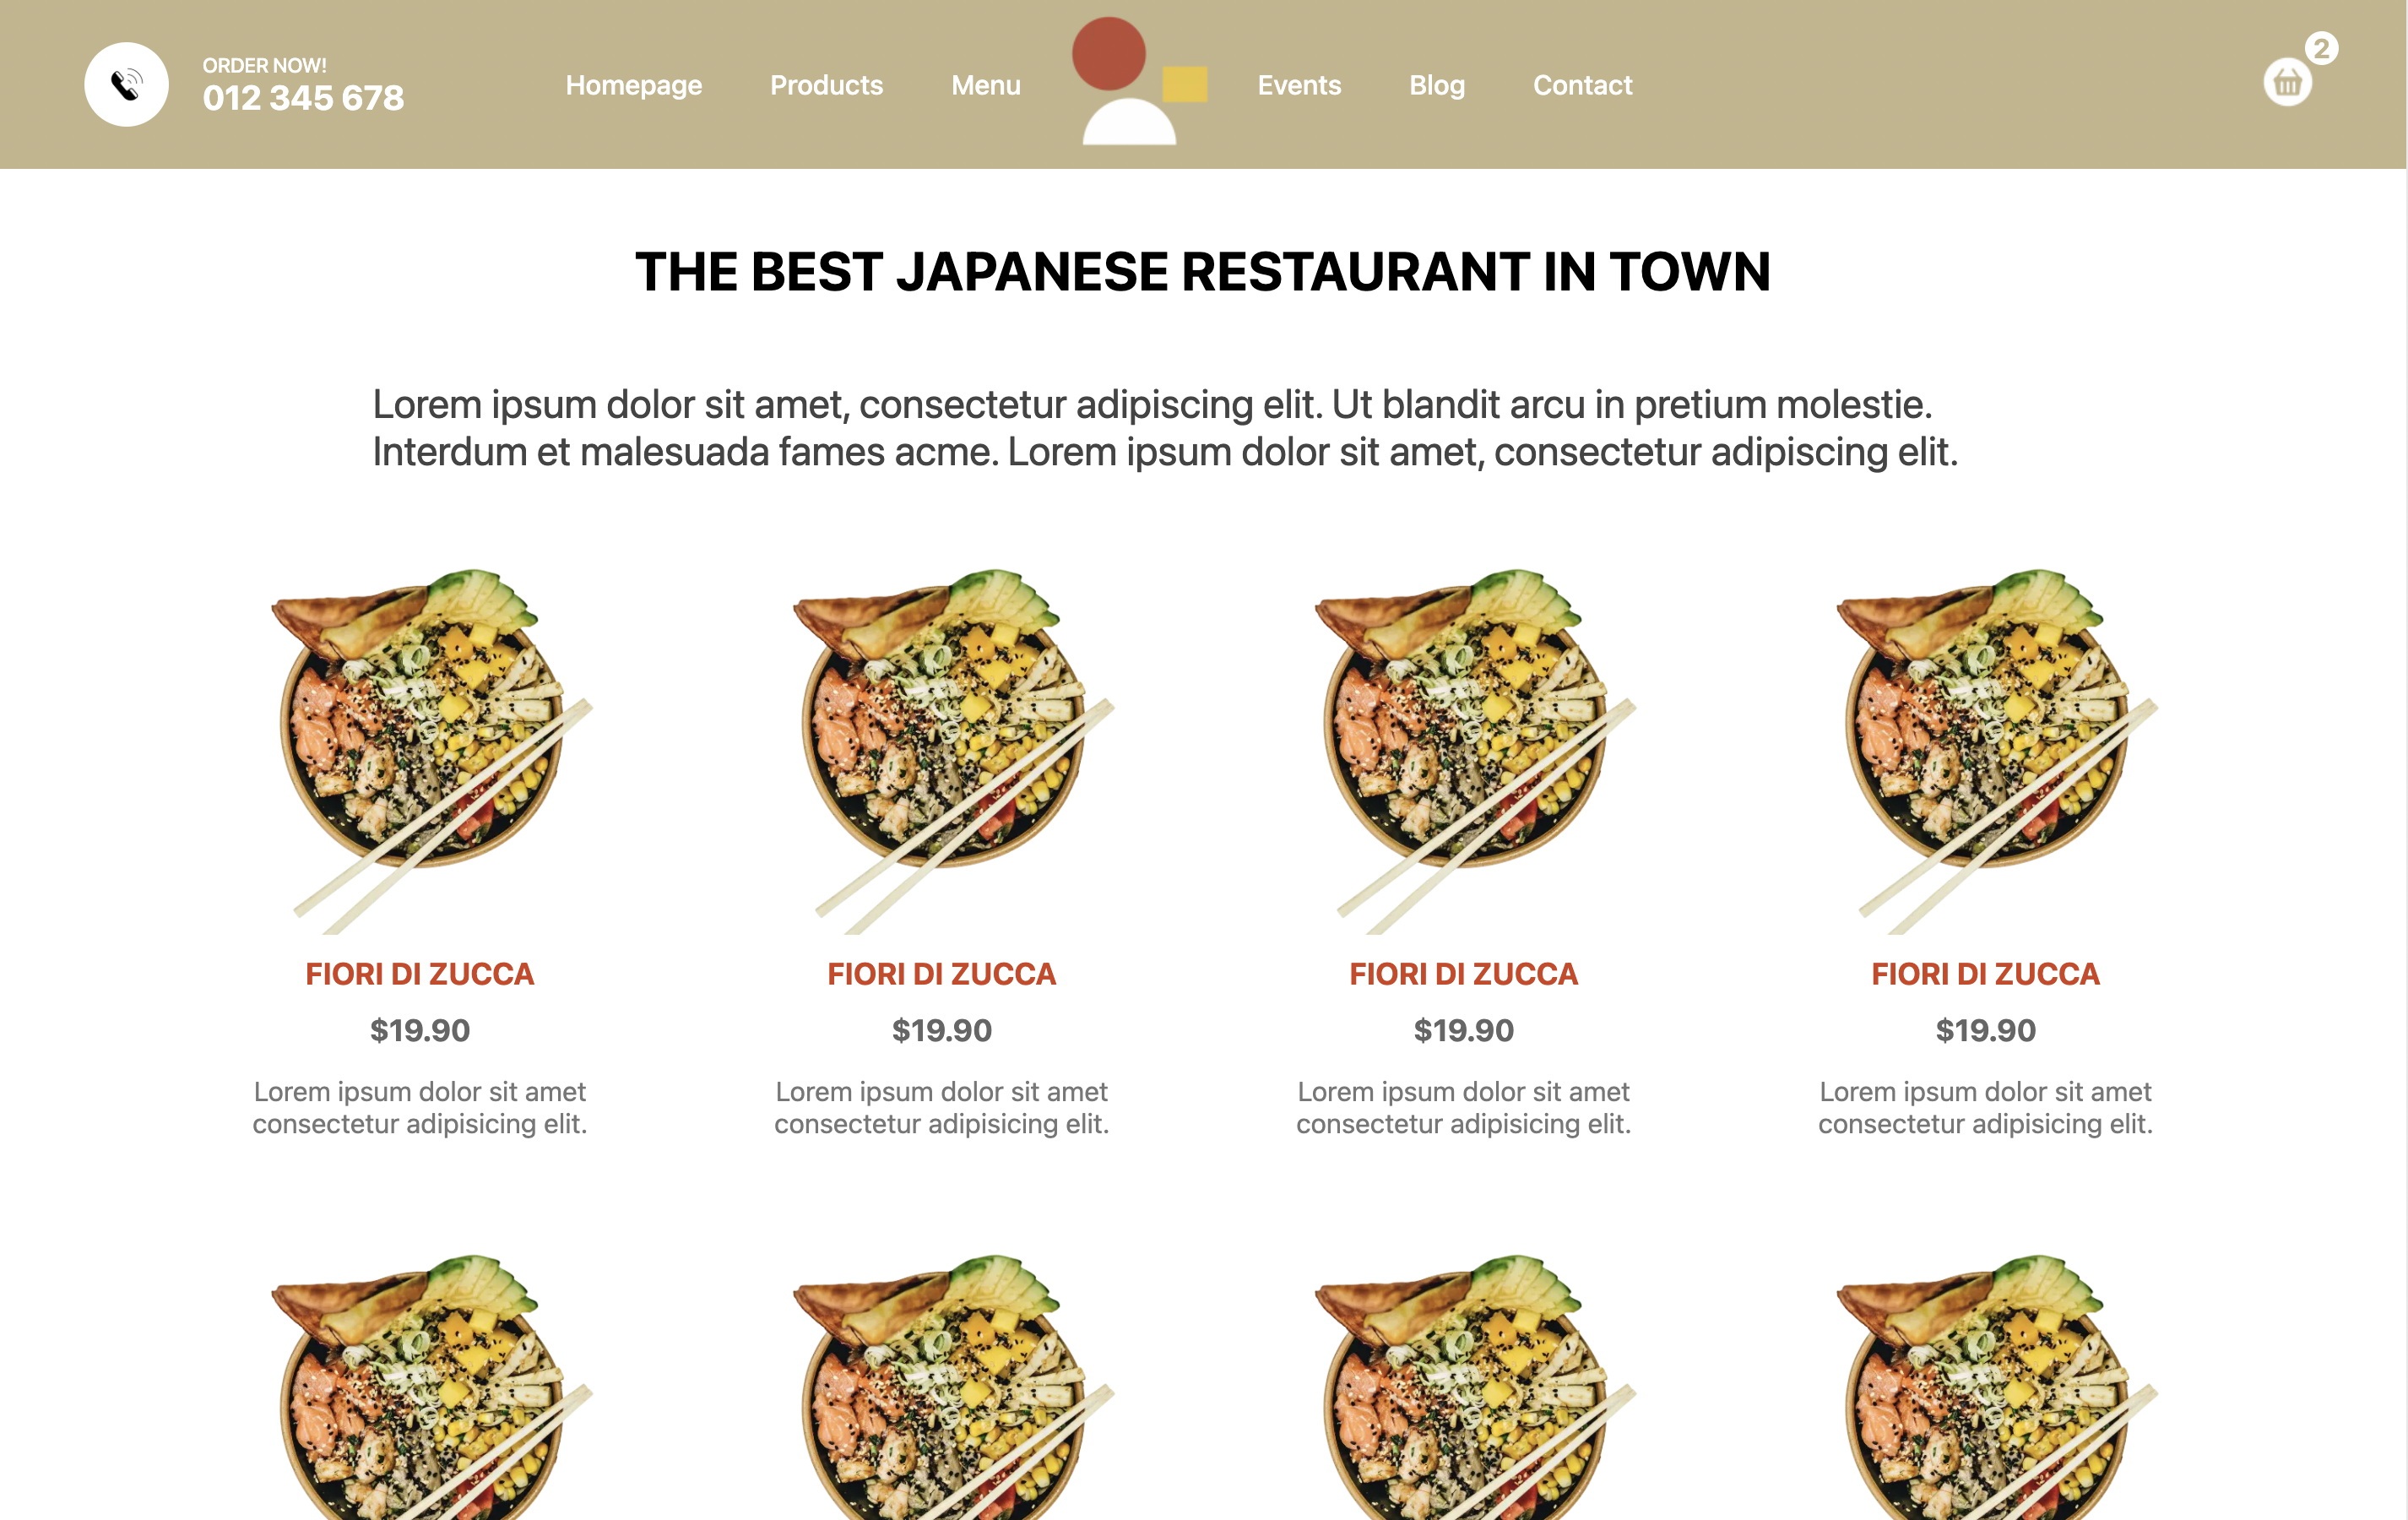 ORDER NOW!
012 345 678
Homepage
Products
Menu
Events
Blog
Contact
2
THE BEST JAPANESE RESTAURANT IN TOWN
Lorem ipsum dolor sit amet, consectetur adipiscing elit. Ut blandit arcu in pretium molestie.
Interdum et malesuada fames acme. Lorem ipsum dolor sit amet, consectetur adipiscing elit.
FIORI DI ZUCCA
$19.90
Lorem ipsum dolor sit amet
consectetur adipisicing elit.
FIORI DI ZUCCA
$19.90
Lorem ipsum dolor sit amet
consectetur adipisicing elit.
FIORI DI ZUCCA
$19.90
Lorem ipsum dolor sit amet
consectetur adipisicing elit.
FIORI DI ZUCCA
$19.90
Lorem ipsum dolor sit amet
consectetur adipisicing elit.